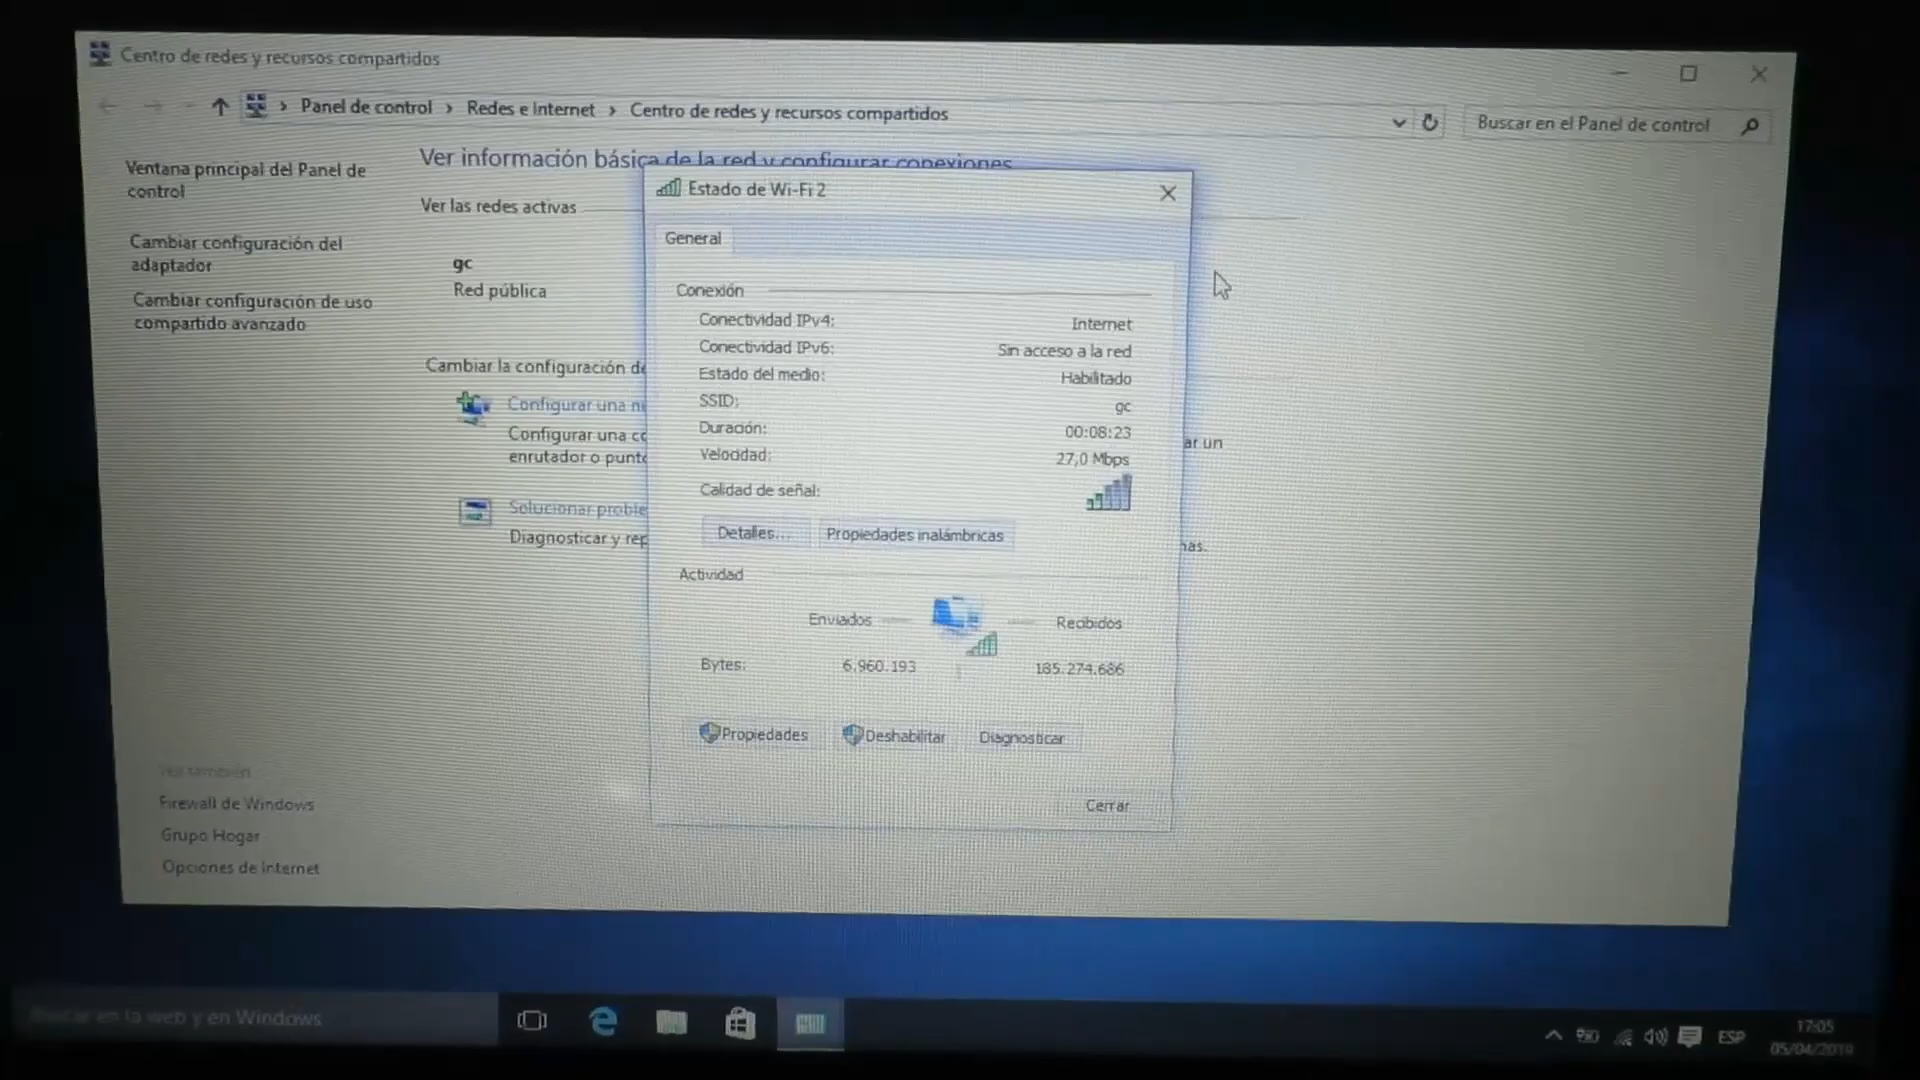 Centro de redes y recursos compartidos
Panel de control › Redes e Internet › Centro de redes y recursos compartidos
Buscar en el Panel de control
Ventana principal del Panel de
control
Cambiar configuración del
adaptador
Cambiar configuración de uso
compartido avanzado
Ver información básica de la red y configurar conexiones
Ver las redes activas
gc
Red pública
Cambiar la configuración de
Configurar una n
Configurar una co
enrutador o punto
ar un
Solucionar proble
Diagnosticar y rep
nas.
Estado de Wi-Fi 2
General
Conexión
Conectividad IPv4: Internet
Conectividad IPv6: Sin acceso a la red
Estado del medio: Habilitado
SSID: gc
Duración: 00:08:23
Velocidad: 27,0 Mbps
Calidad de señal:
Detalles... Propiedades inalámbricas
Actividad
Enviados Recibidos
Bytes: 6.960.193 185.274.686
Propiedades Deshabilitar Diagnosticar
Cerrar
Ver también
Firewall de Windows
Grupo Hogar
Opciones de Internet
Buscar en la web y en Windows
ESP
17:05
05/04/2019